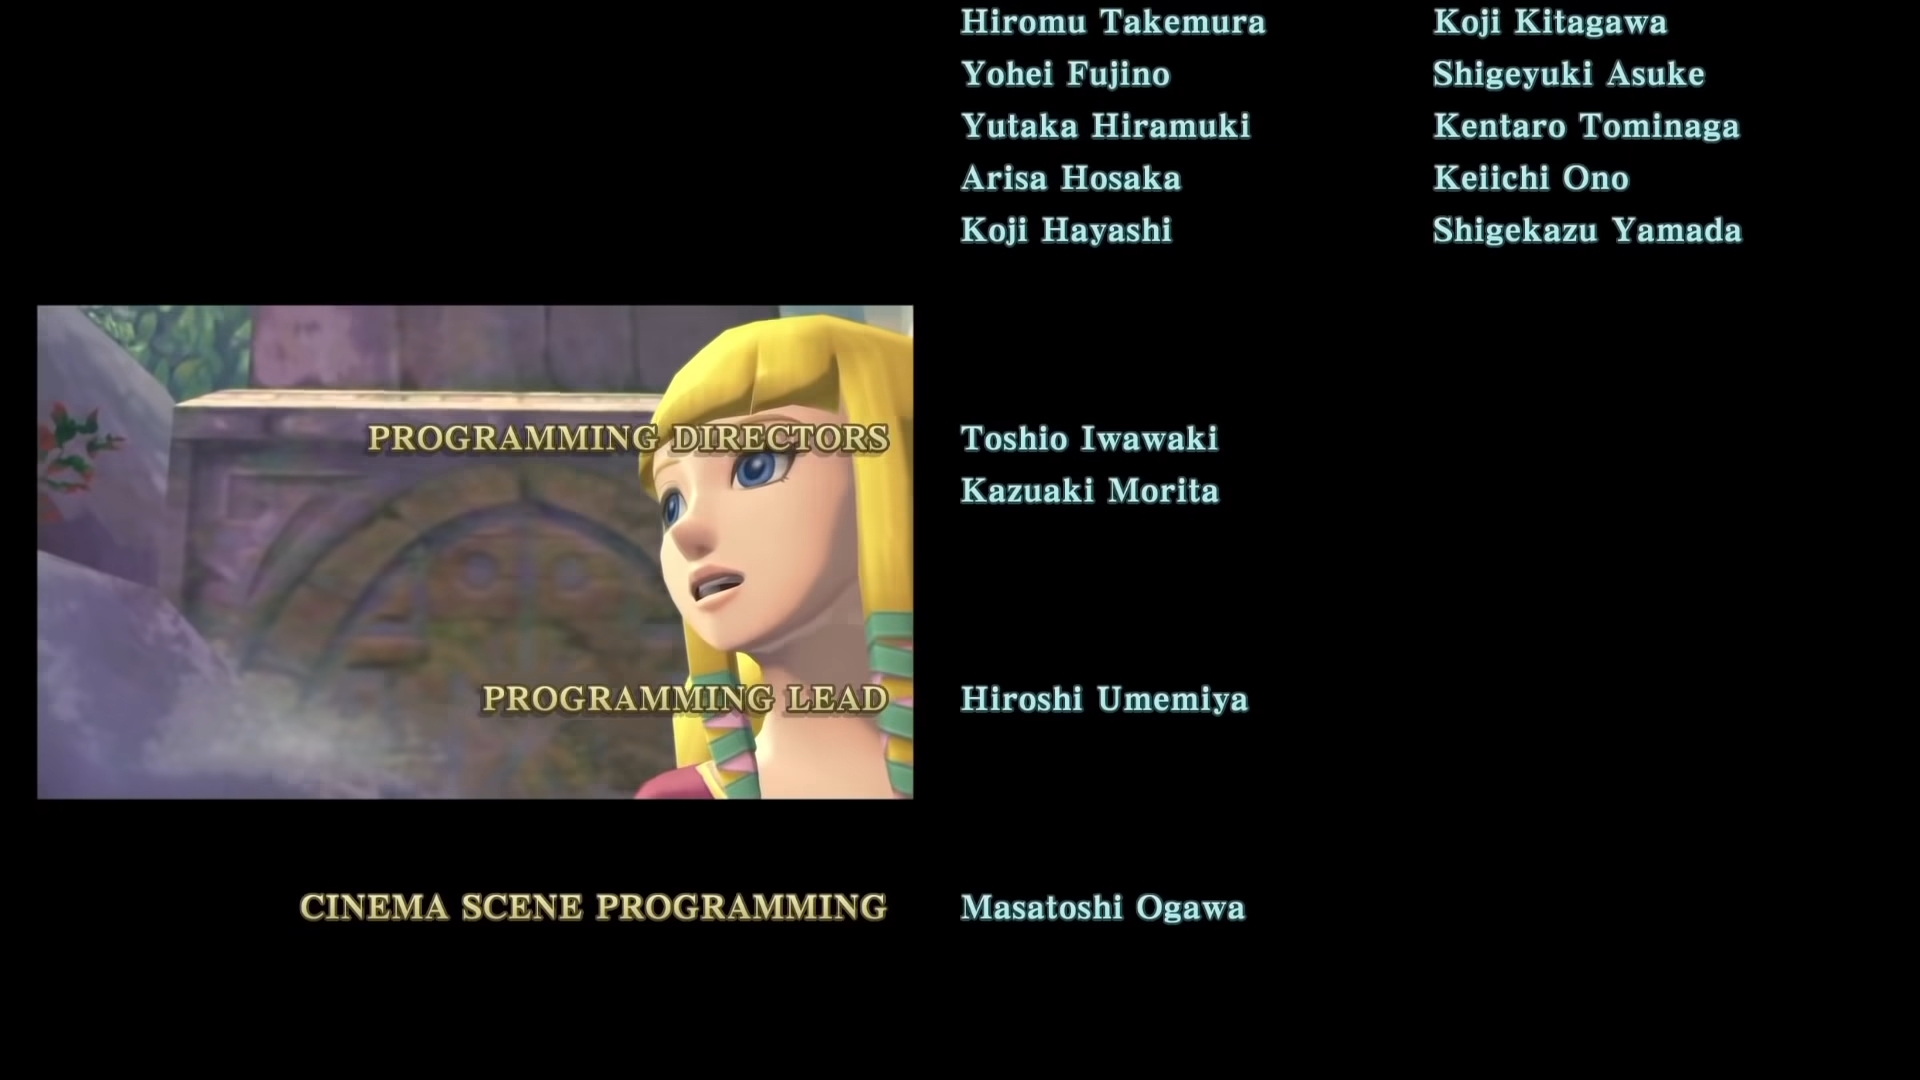 Hiromu Takemura Koji Kitagawa
Yohei Fujino Shigeyuki Asuke
Yutaka Hiramuki Kentaro Tominaga
Arisa Hosaka Keiichi Ono
Koji Hayashi Shigekazu Yamada
PROGRAMMING DIRECTORS Toshio Iwawaki
Kazuaki Morita
PROGRAMMING LEAD Hiroshi Umemiya
CINEMA SCENE PROGRAMMING Masatoshi Ogawa